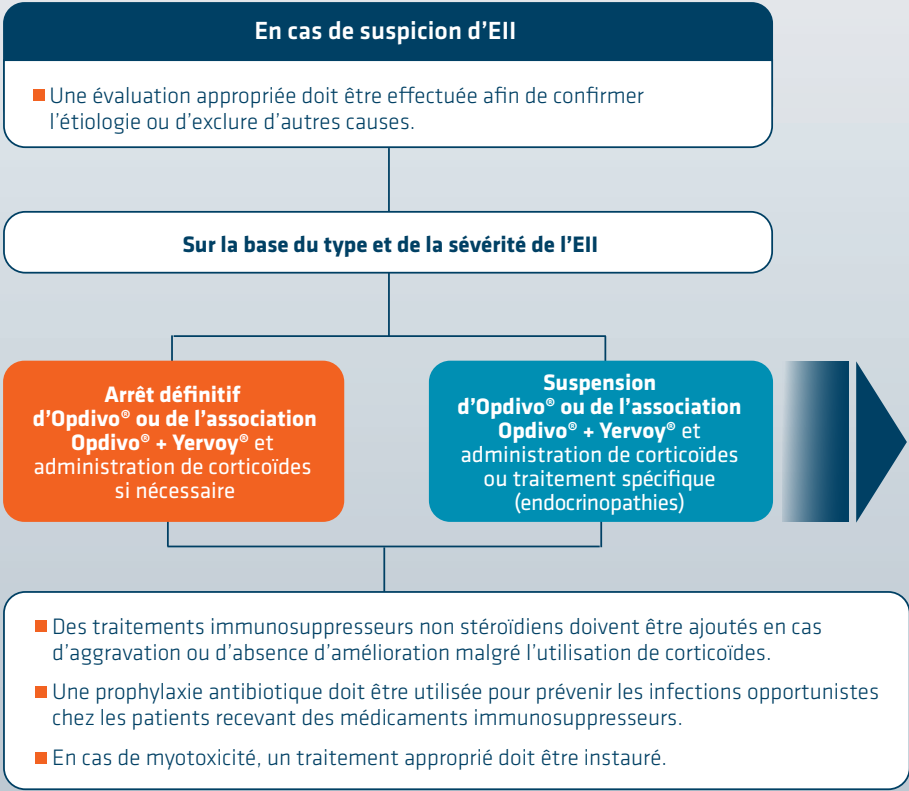 En cas de suspicion d'EII
■ Une évaluation appropriée doit être effectuée afin de confirmer
l'étiologie ou d'exclure d'autres causes.
Sur la base du type et de la sévérité de l'EII
Arrêt définitif
d'Opdivo® ou de l'association
Opdivo® + Yervoy® et
administration de corticoïdes
si nécessaire
Suspension
d'Opdivo® ou de l'association
Opdivo® + Yervoy® et
administration de corticoïdes
ou traitement spécifique
(endocrinopathies)
■ Des traitements immunosuppresseurs non stéroïdiens doivent être ajoutés en cas
d'aggravation ou d'absence d'amélioration malgré l'utilisation de corticoïdes.
■ Une prophylaxie antibiotique doit être utilisée pour prévenir les infections opportunistes
chez les patients recevant des médicaments immunosuppresseurs.
■ En cas de myotoxicité, un traitement approprié doit être instauré.